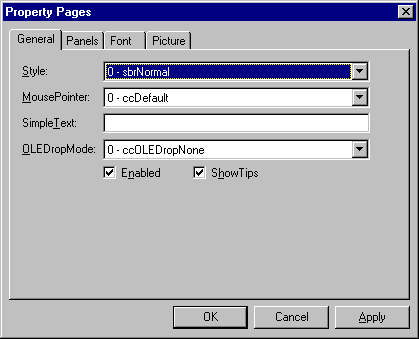 Property Pages
General Panels Font Picture
Style: 0 - sbrNormal
MousePointer: 0 - ccDefault
SimpleText:
OLEDropMode: 0 - ccOLEDropNone
Enabled ShowTips
OK Cancel Apply